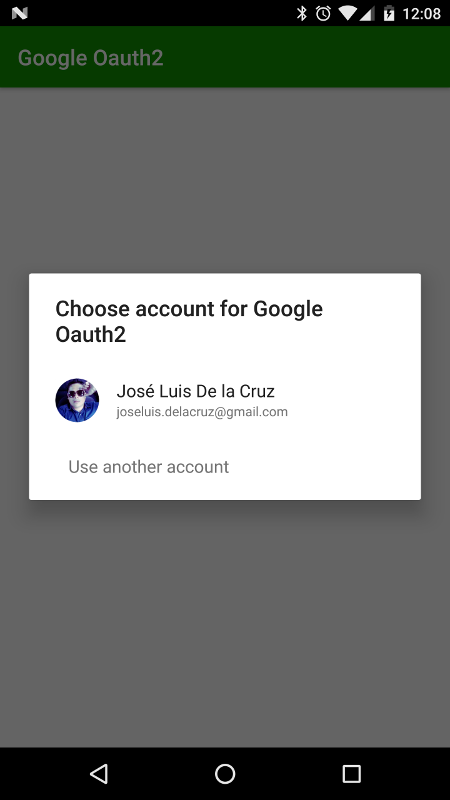 12:08
Google Oauth2
Choose account for Google
Oauth2
José Luis De la Cruz
joseluis.delacruz@gmail.com
Use another account